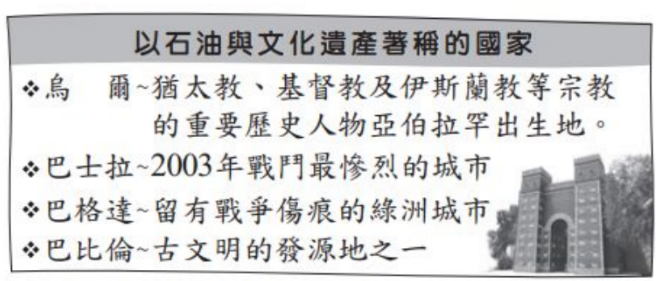 以石油與文化遺產著稱的國家
❖烏　爾~猶太教、基督教及伊斯蘭教等宗教
的重要歷史人物亞伯拉罕出生地。
❖巴士拉~2003年戰鬥最慘烈的城市
❖巴格達~留有戰爭傷痕的綠洲城市
❖巴比倫~古文明的發源地之一